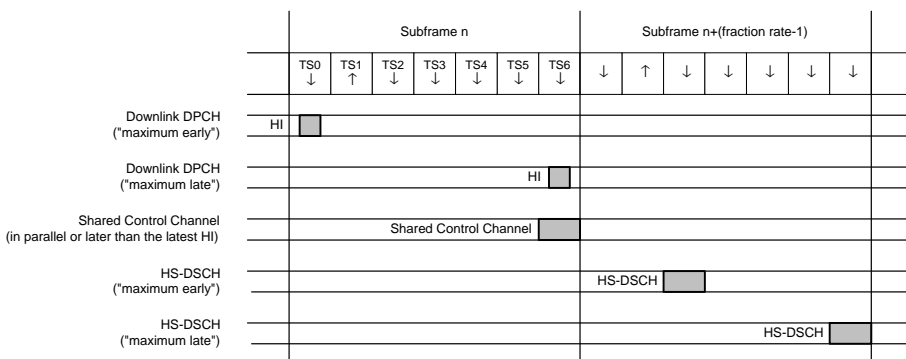 Subframe n
Subframe n+(fraction rate-1)
TS0 TS1 TS2 TS3 TS4 TS5 TS6
↓ ↑ ↓ ↓ ↓ ↓ ↓ ↓ ↑ ↓ ↓ ↓ ↓ ↓
Downlink DPCH
("maximum early")
HI
Downlink DPCH
("maximum late")
HI
Shared Control Channel
(in parallel or later than the latest HI)
Shared Control Channel
HS-DSCH
("maximum early")
HS-DSCH
HS-DSCH
("maximum late")
HS-DSCH